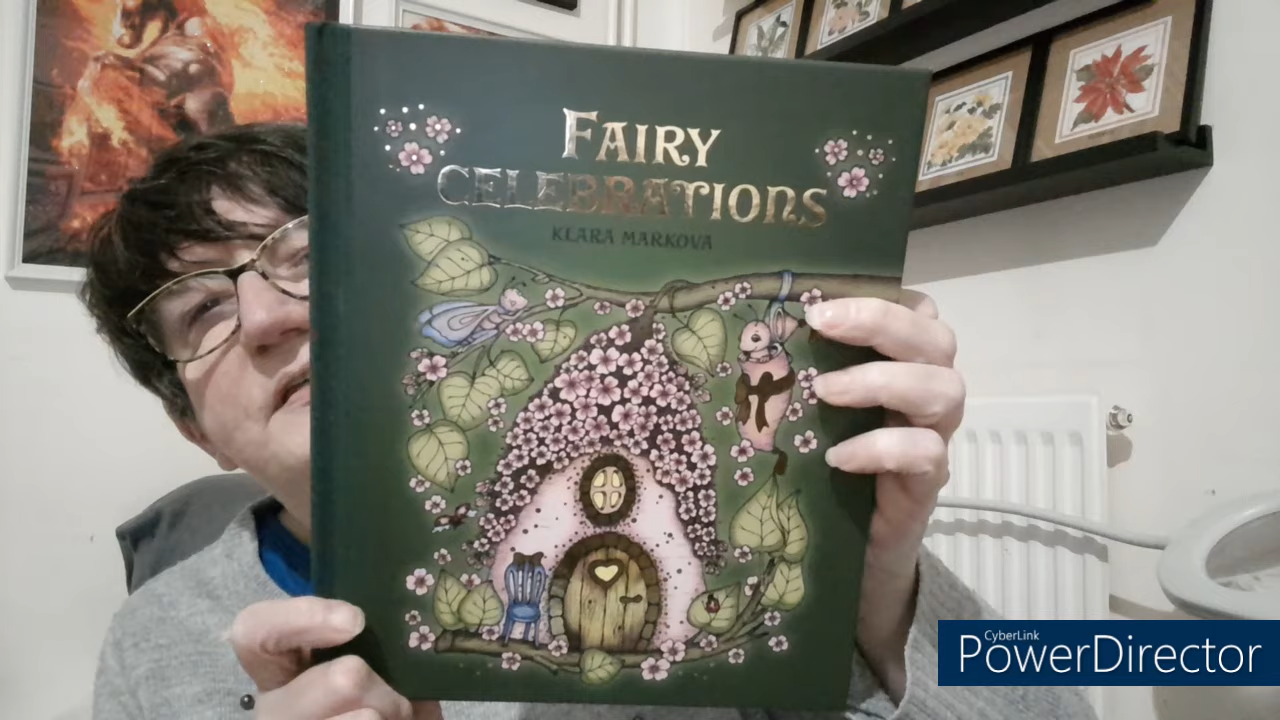 FAIRY
CELEBRATIONS
KLARA MARKOVA
CyberLink
PowerDirector